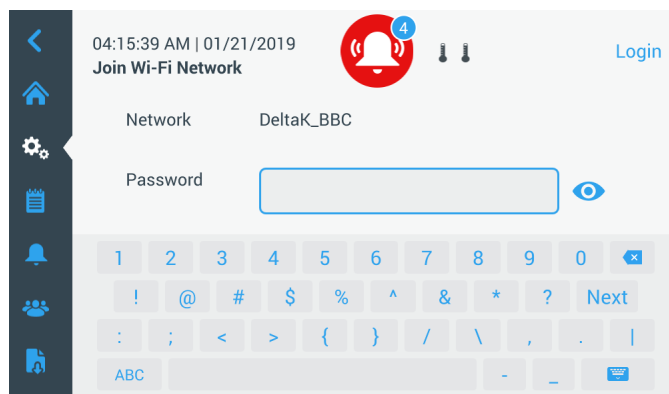 04:15:39 AM | 01/21/2019
4
Login
Join Wi-Fi Network
Network DeltaK_BBC
Password
1 2 3 4 5 6 7 8 9 0
! @ # $ % ^ & * ? Next
: ; < > { } / \ , . |
ABC - _